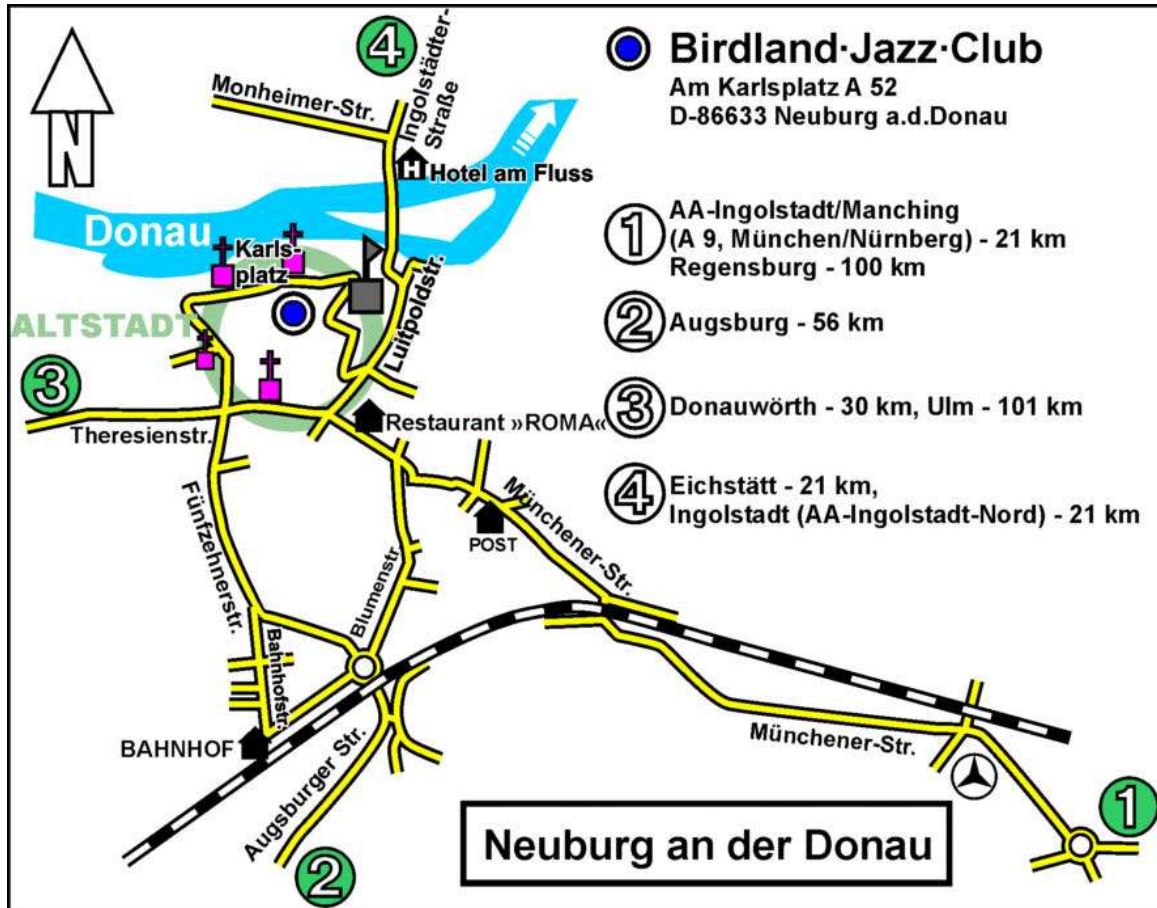 4
N
Monheimer-Str.
Ingolstädter-
Straße
H
Hotel am Fluss
Donau
Karls-
platz
ALTSTADT
Luitpoldstr.
3
Theresienstr.
Restaurant »ROMA«
Fünfzehnerstr.
Münchener-Str.
POST
Blumenstr.
Bahnhofstr.
BAHNHOF
Augsburger Str.
2
Münchener-Str.
1
Neuburg an der Donau
Birdland·Jazz·Club
Am Karlsplatz A 52
D-86633 Neuburg a.d.Donau
1 AA-Ingolstadt/Manching
(A 9, München/Nürnberg) - 21 km
Regensburg - 100 km
2 Augsburg - 56 km
3 Donauwörth - 30 km, Ulm - 101 km
4 Eichstätt - 21 km,
Ingolstadt (AA-Ingolstadt-Nord) - 21 km